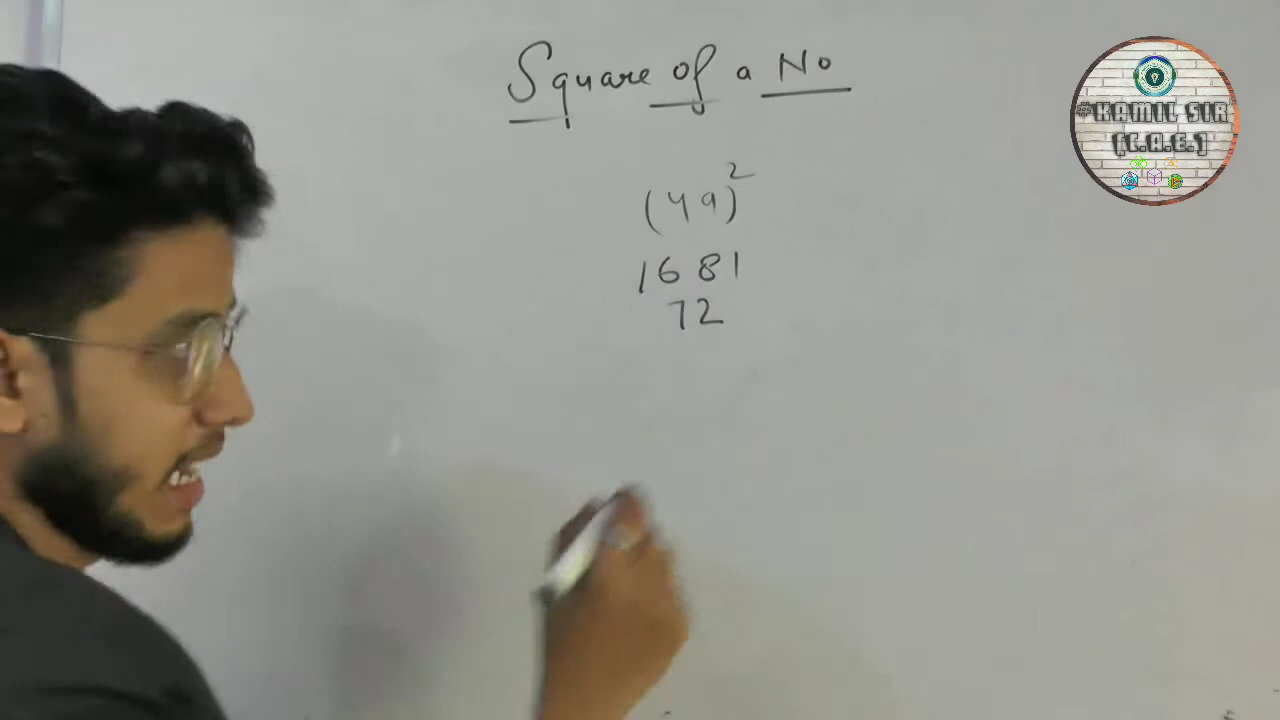 Square of a No
(49)²
1681
72
#KAMIL SIR
[C.A.E.]